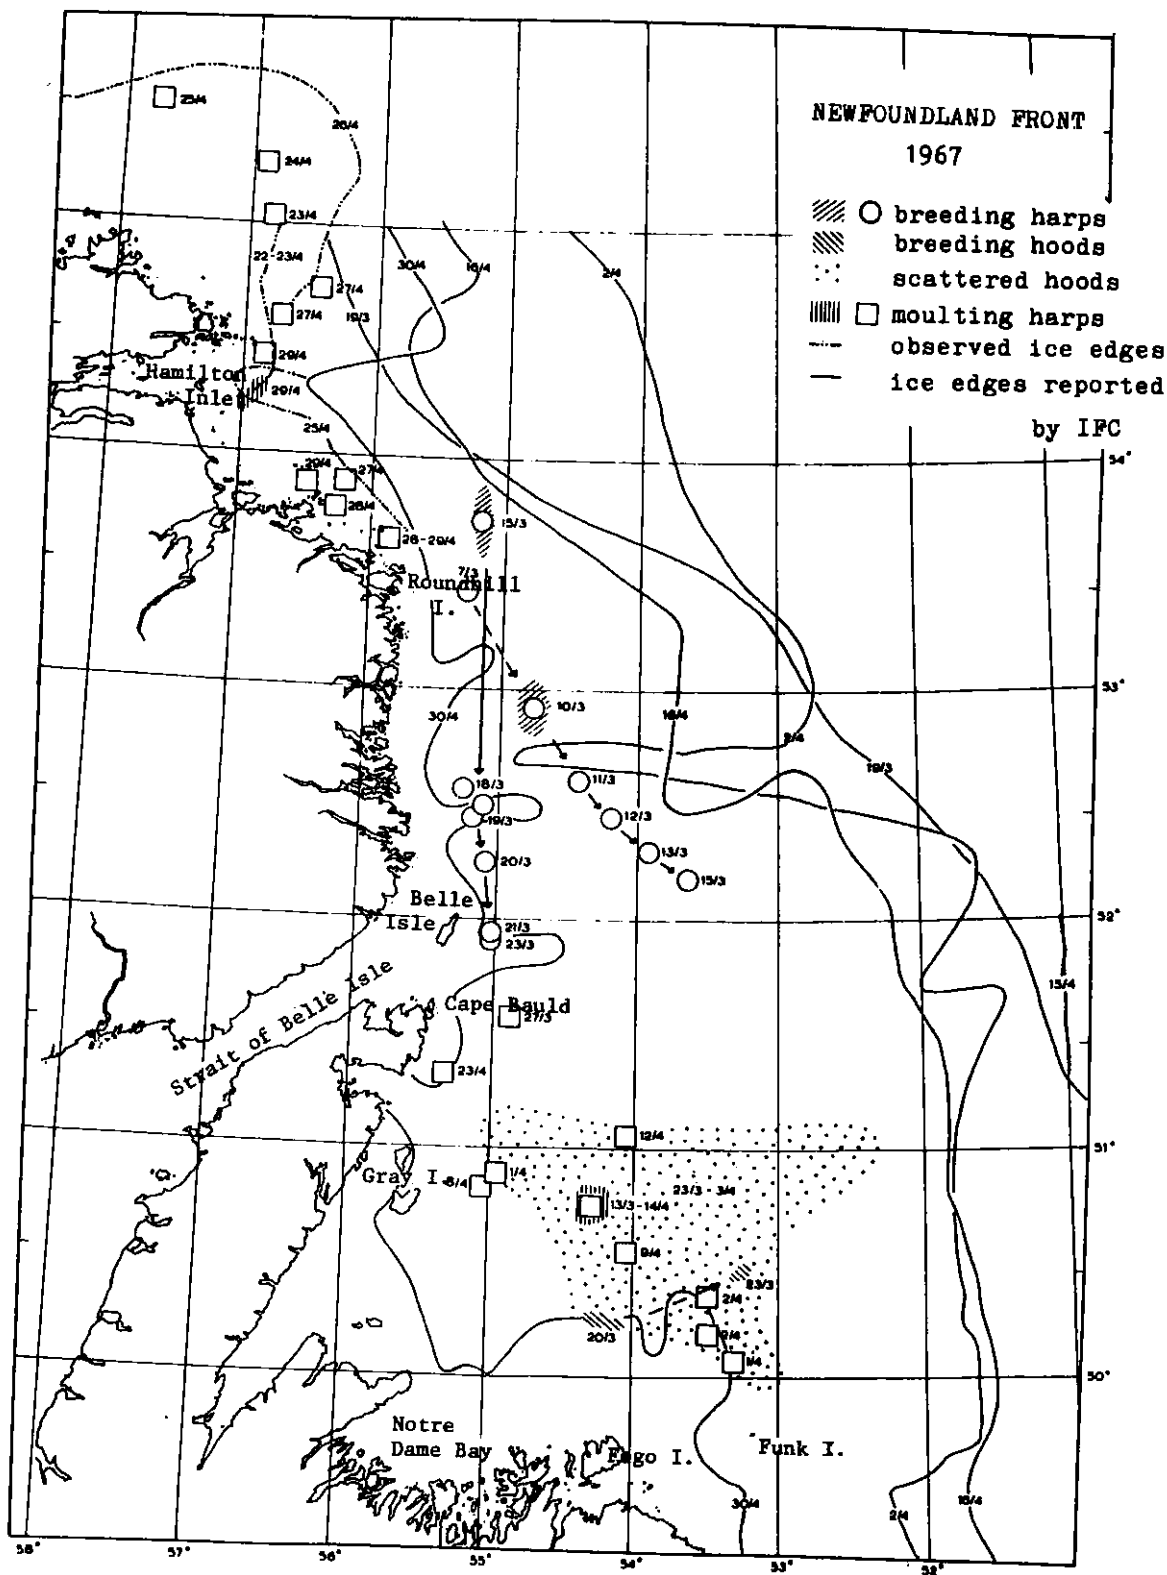 NEWFOUNDLAND FRONT
1967
breeding harps
breeding hoods
scattered hoods
moulting harps
observed ice edges
ice edges reported
by IFC
25/4
26/4
24/4
23/4
22-23/4
30/4
16/4
2/4
27/4
27/4
19/3
29/4
Hamilton
Inlet
29/4
25/4
54°
29/4
27/4
28/4
15/3
28-29/4
7/3
Roundhill
I.
53°
10/3
30/4
16/4
2/4
19/3
18/3
11/3
19/3
12/3
20/3
13/3
15/3
Belle
Isle
52°
21/3
23/3
15/4
Strait of Belle Isle
Cape Bauld
27/3
23/4
12/4
51°
Gray I.
1/4
13/3-14/4
23/3-3/4
9/4
23/3
2/4
20/3
1/4
50°
Notre
Dame Bay
Fogo I.
Funk I.
30/4
2/4
16/4
58°
57°
56°
55°
54°
53°
52°